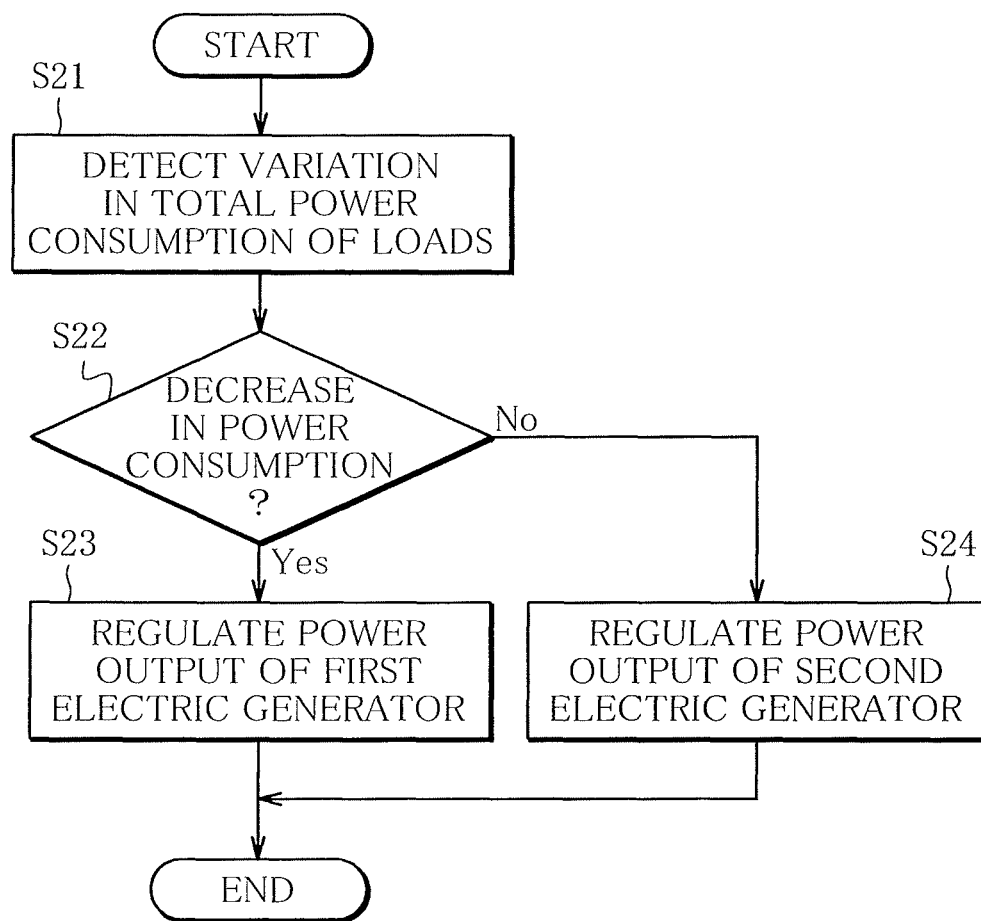 START
S21
DETECT VARIATION
IN TOTAL POWER
CONSUMPTION OF LOADS
S22
DECREASE
IN POWER
CONSUMPTION
?
No
Yes
S23
REGULATE POWER
OUTPUT OF FIRST
ELECTRIC GENERATOR
S24
REGULATE POWER
OUTPUT OF SECOND
ELECTRIC GENERATOR
END